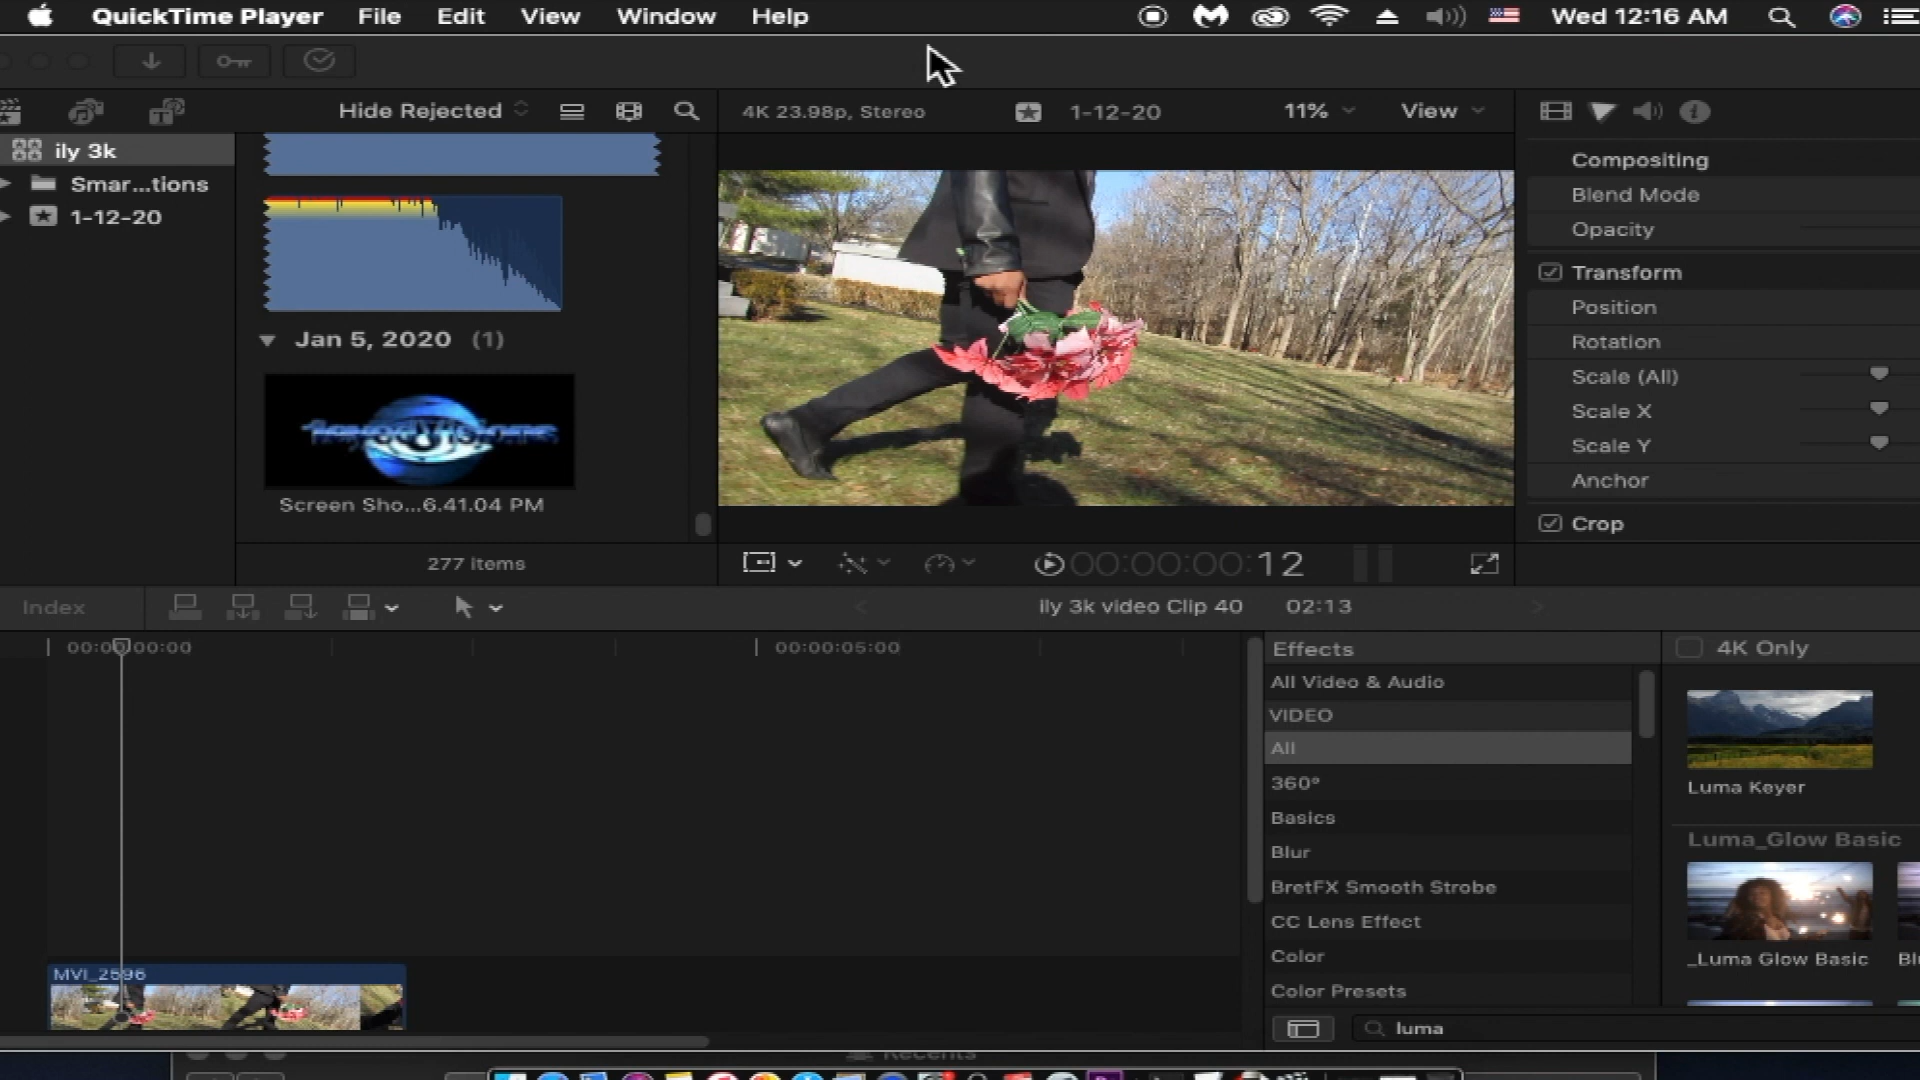 QuickTime Player File Edit View Window Help Wed 12:16 AM
Hide Rejected
4K 23.98p, Stereo 1-12-20 11% View
ily 3k
Smar...tions
1-12-20
Jan 5, 2020 (1)
Screen Sho...6.41.04 PM
277 items
00:00:00:00:12
Compositing
Blend Mode
Opacity
Transform
Position
Rotation
Scale (All)
Scale X
Scale Y
Anchor
Crop
Index
ily 3k video Clip 40 02:13
00:00:00:00
00:00:05:00
MVI_2596
Effects
All Video & Audio
VIDEO
All
360°
Basics
Blur
BretFX Smooth Strobe
CC Lens Effect
Color
Color Presets
4K Only
Luma Keyer
Luma_Glow Basic
_Luma Glow Basic
luma
Recents